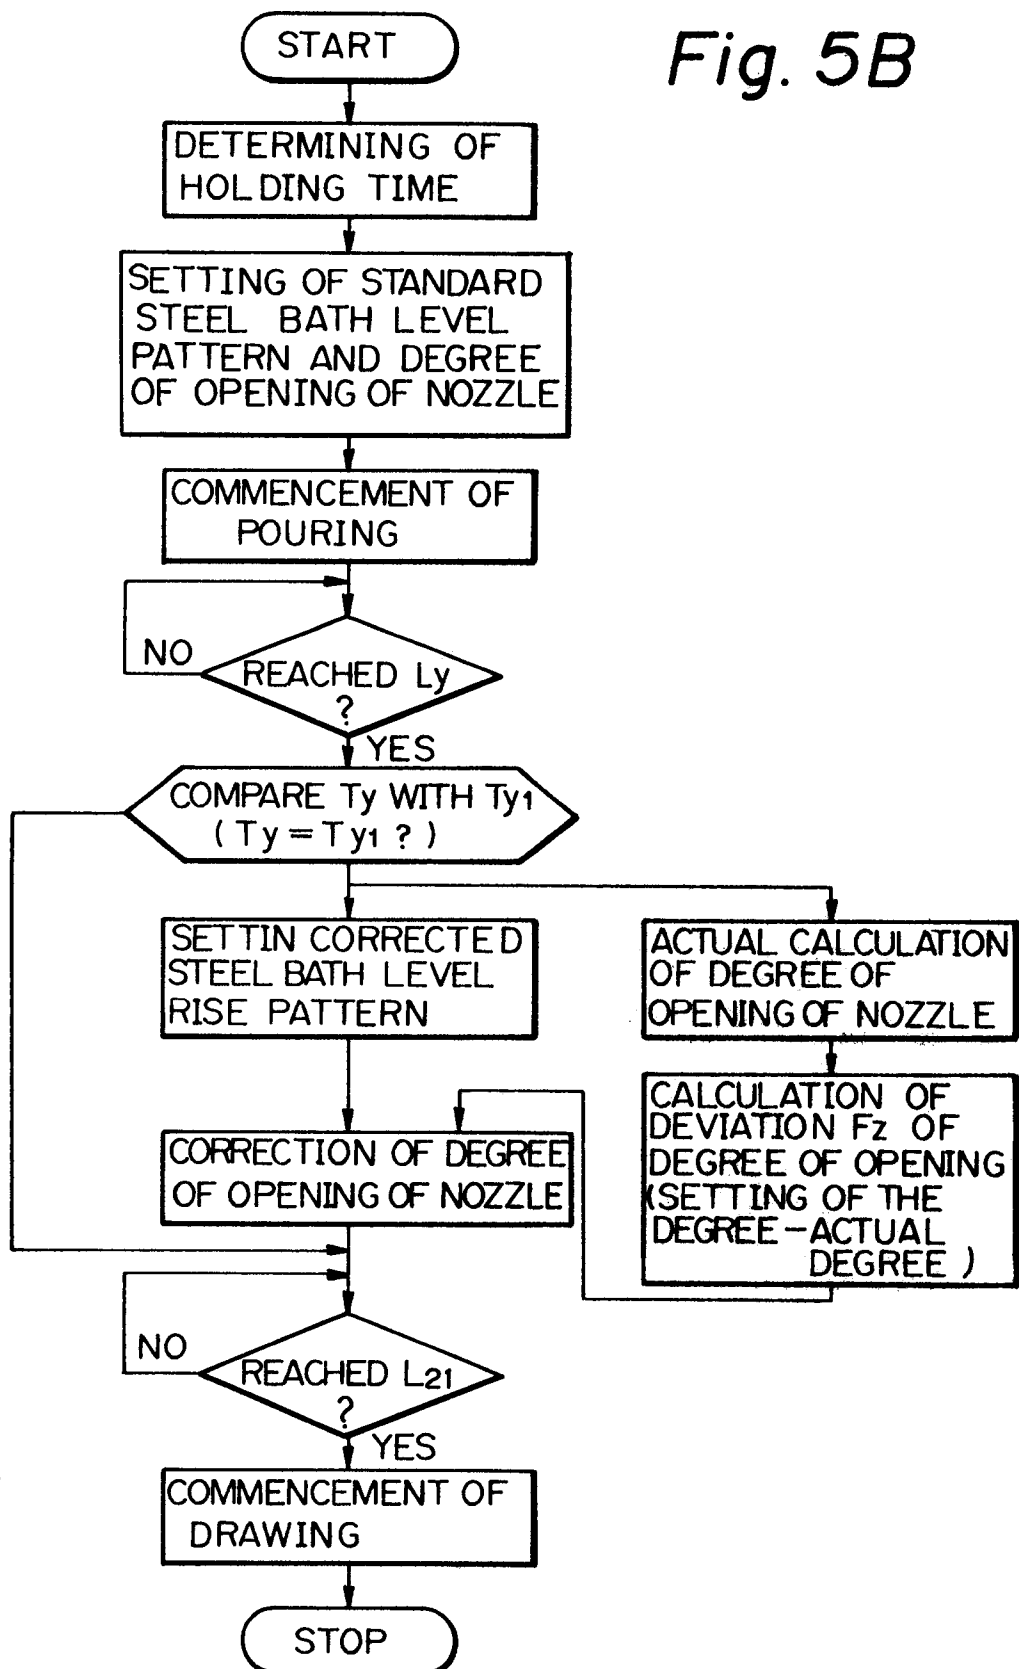 START
Fig. 5B
DETERMINING OF
HOLDING TIME
SETTING OF STANDARD
STEEL BATH LEVEL
PATTERN AND DEGREE
OF OPENING OF NOZZLE
COMMENCEMENT OF
POURING
NO
REACHED Ly
?
YES
COMPARE Ty WITH Ty1
( Ty = Ty1 ? )
SETTIN CORRECTED
STEEL BATH LEVEL
RISE PATTERN
ACTUAL CALCULATION
OF DEGREE OF
OPENING OF NOZZLE
CALCULATION OF
DEVIATION Fz OF
DEGREE OF OPENING
(SETTING OF THE
DEGREE-ACTUAL
DEGREE )
CORRECTION OF DEGREE
OF OPENING OF NOZZLE
NO
REACHED L21
?
YES
COMMENCEMENT OF
DRAWING
STOP